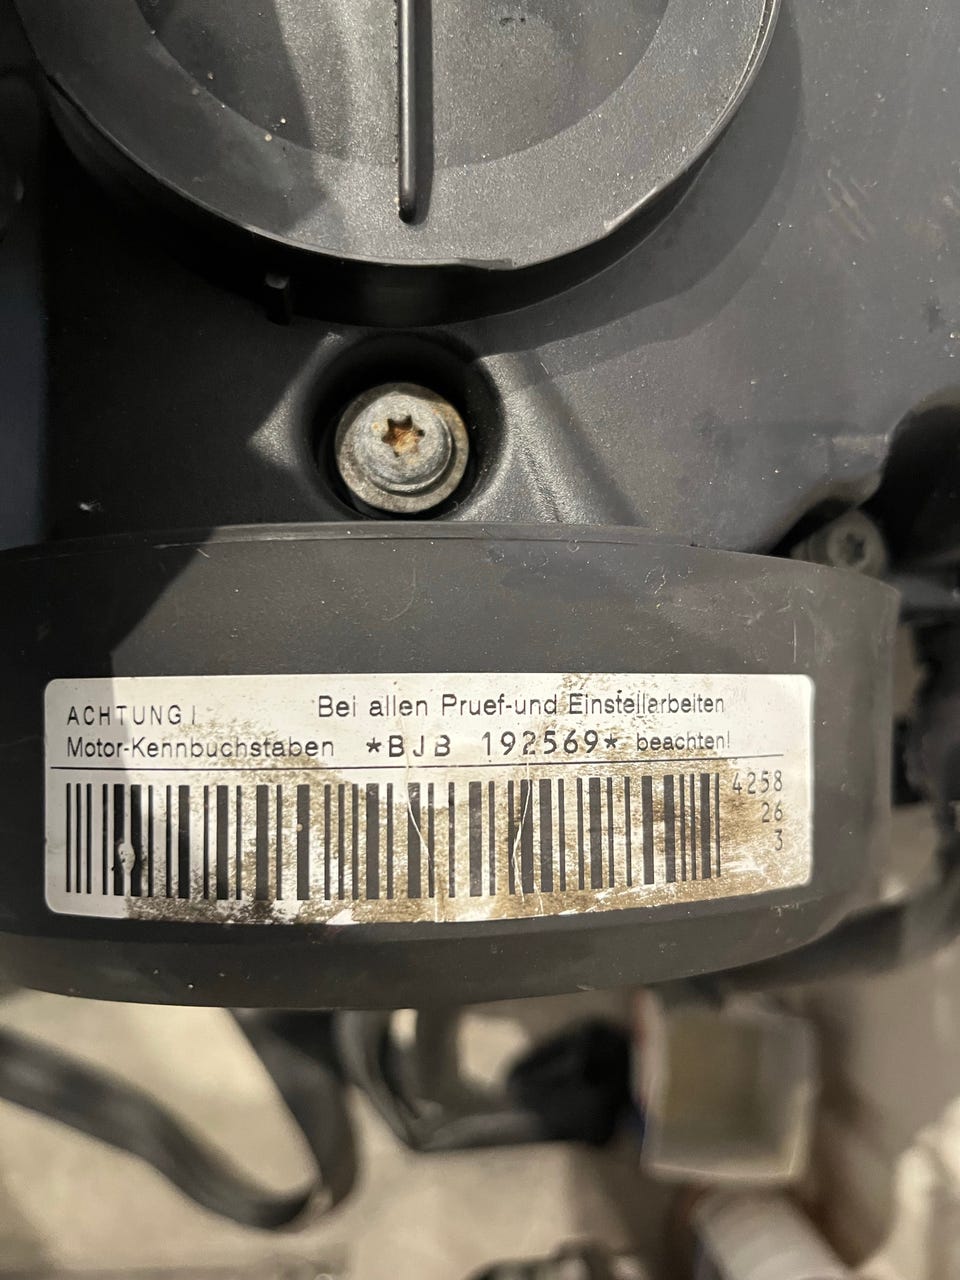 ACHTUNG! Bei allen Pruef-und Einstellarbeiten
Motor-Kennbuchstaben *BJB 192569* beachten!
4258
26
3